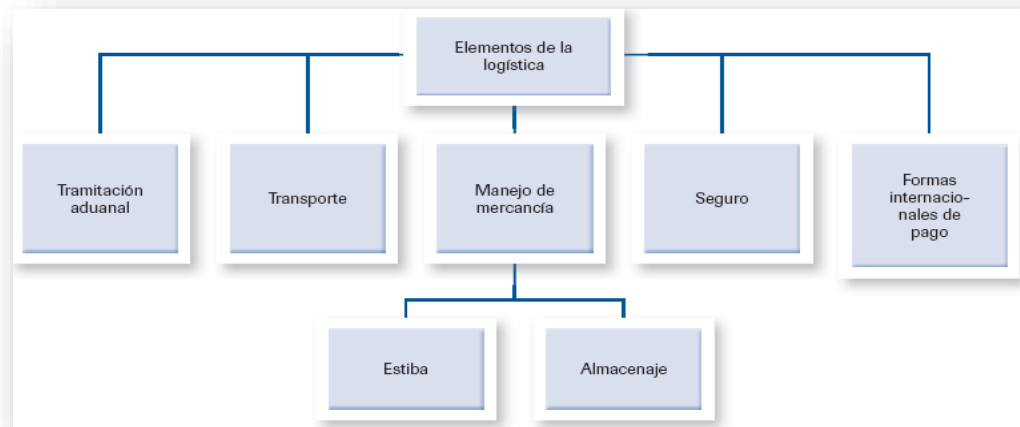 Elementos de la
logística
Tramitación
aduanal
Transporte
Manejo de
mercancía
Seguro
Formas
internacio-
nales de
pago
Estiba
Almacenaje